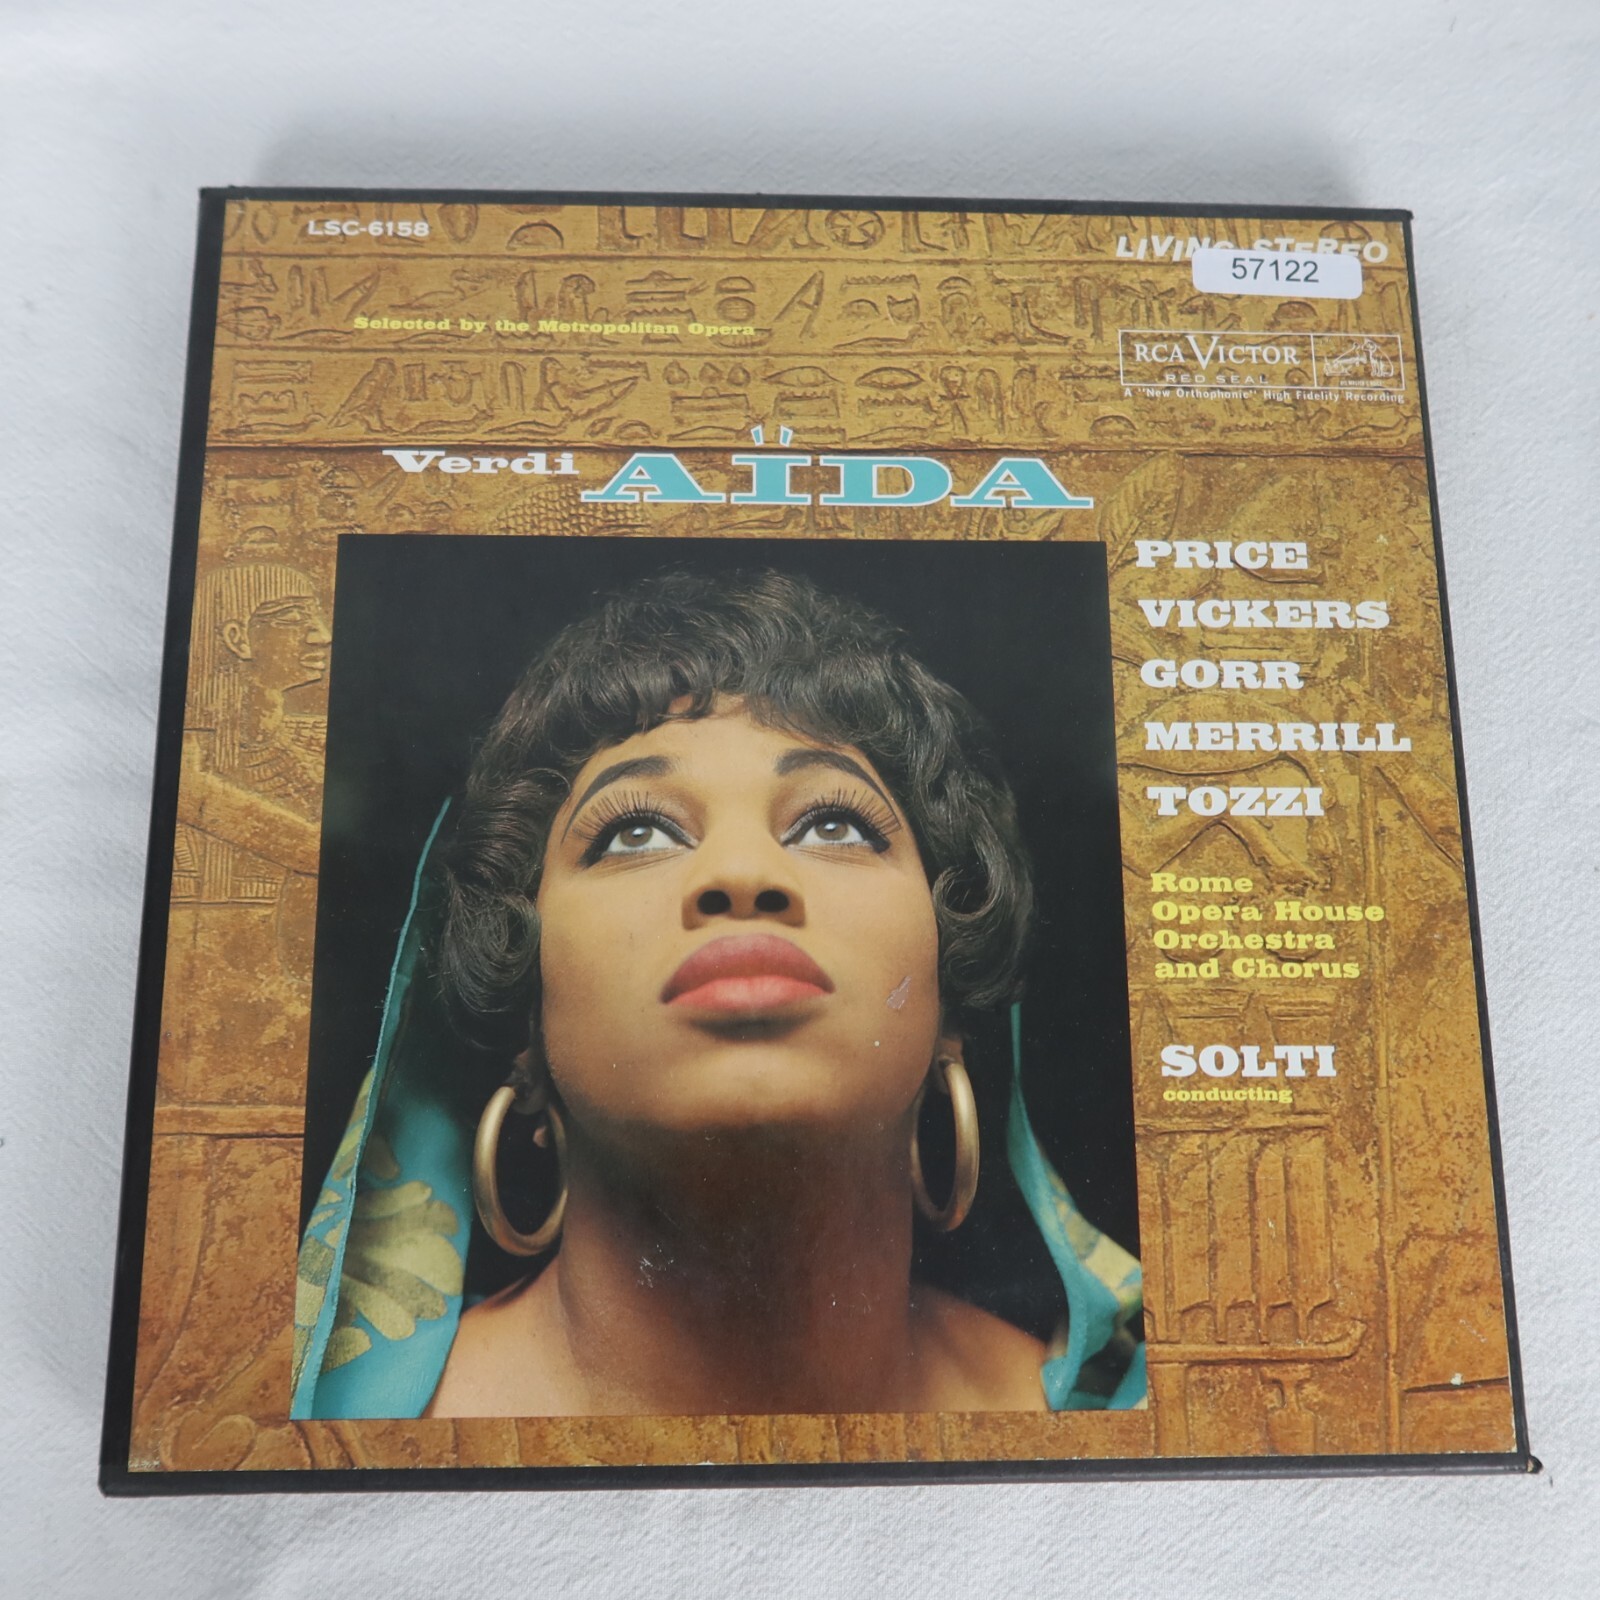 LSC-6158
LIVING STEREO
57122
Selected by the Metropolitan Opera
RCA VICTOR
RED SEAL
A "New Orthophonic" High Fidelity Recording
Verdi AÏDA
PRICE
VICKERS
GORR
MERRILL
TOZZI
Rome
Opera House
Orchestra
and Chorus
SOLTI
conducting